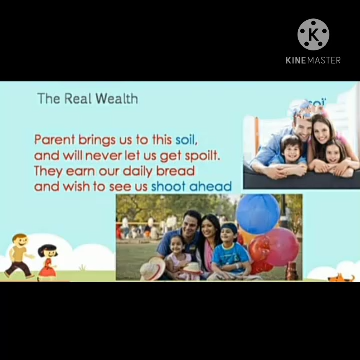 KINEMASTER
The Real Wealth
Parent brings us to this soil,
and will never let us get spoilt.
They earn our daily bread
and wish to see us shoot ahead